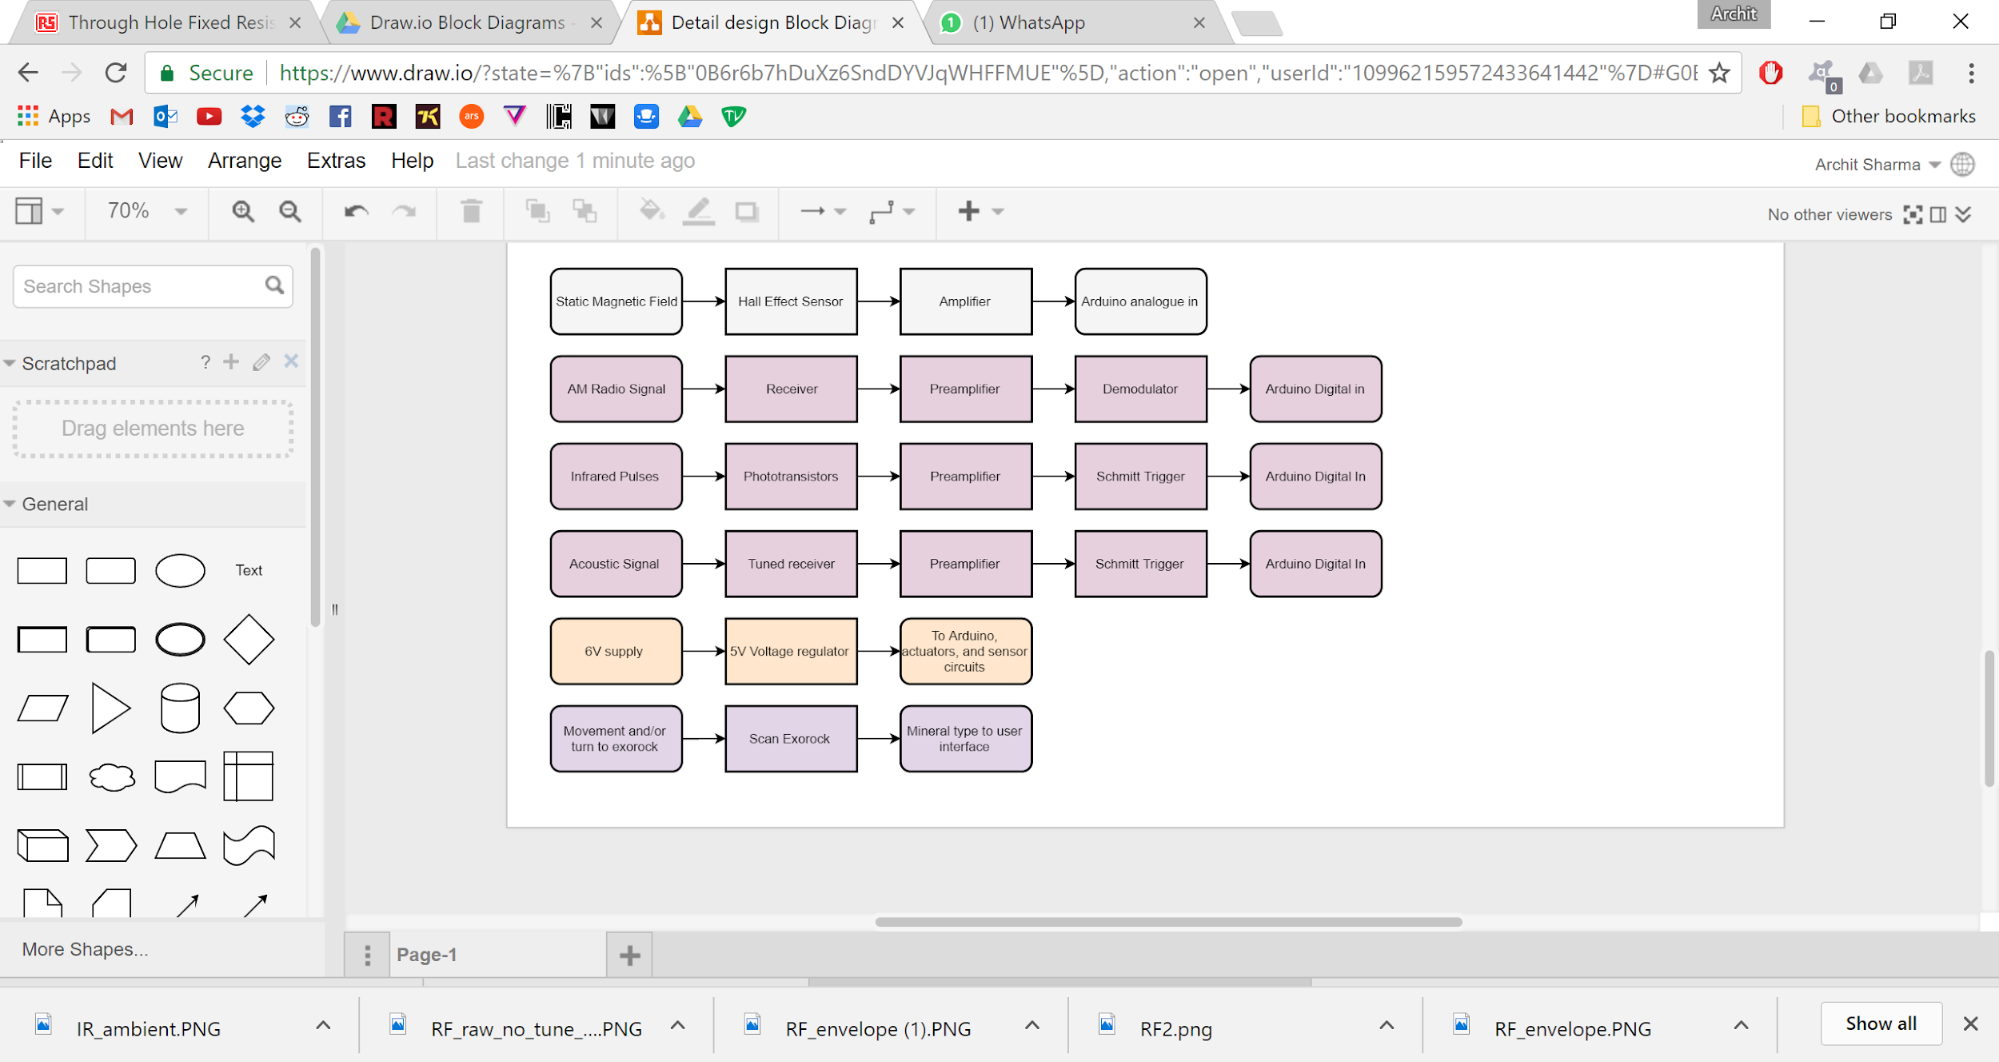 Through Hole Fixed Resis
Draw.io Block Diagrams -
Detail design Block Diagr
1
(1) WhatsApp
Archit
Secure
https://www.draw.io/?state=%7B"ids":%5B"0B6r6b7hDuXz6SndDYVJqWHFFMUE"%5D,"action":"open","userId":"109962159572433641442"%7D#G0B
0
Apps
ars
Other bookmarks
File Edit View Arrange Extras Help Last change 1 minute ago
Archit Sharma
70%
No other viewers
Search Shapes
Scratchpad
?
Drag elements here
General
Text
More Shapes...
Static Magnetic Field
Hall Effect Sensor
Amplifier
Arduino analogue in
AM Radio Signal
Receiver
Preamplifier
Demodulator
Arduino Digital in
Infrared Pulses
Phototransistors
Preamplifier
Schmitt Trigger
Arduino Digital In
Acoustic Signal
Tuned receiver
Preamplifier
Schmitt Trigger
Arduino Digital In
6V supply
5V Voltage regulator
To Arduino,
actuators, and sensor
circuits
Movement and/or
turn to exorock
Scan Exorock
Mineral type to user
interface
Page-1
IR_ambient.PNG
RF_raw_no_tune_....PNG
RF_envelope (1).PNG
RF2.png
RF_envelope.PNG
Show all